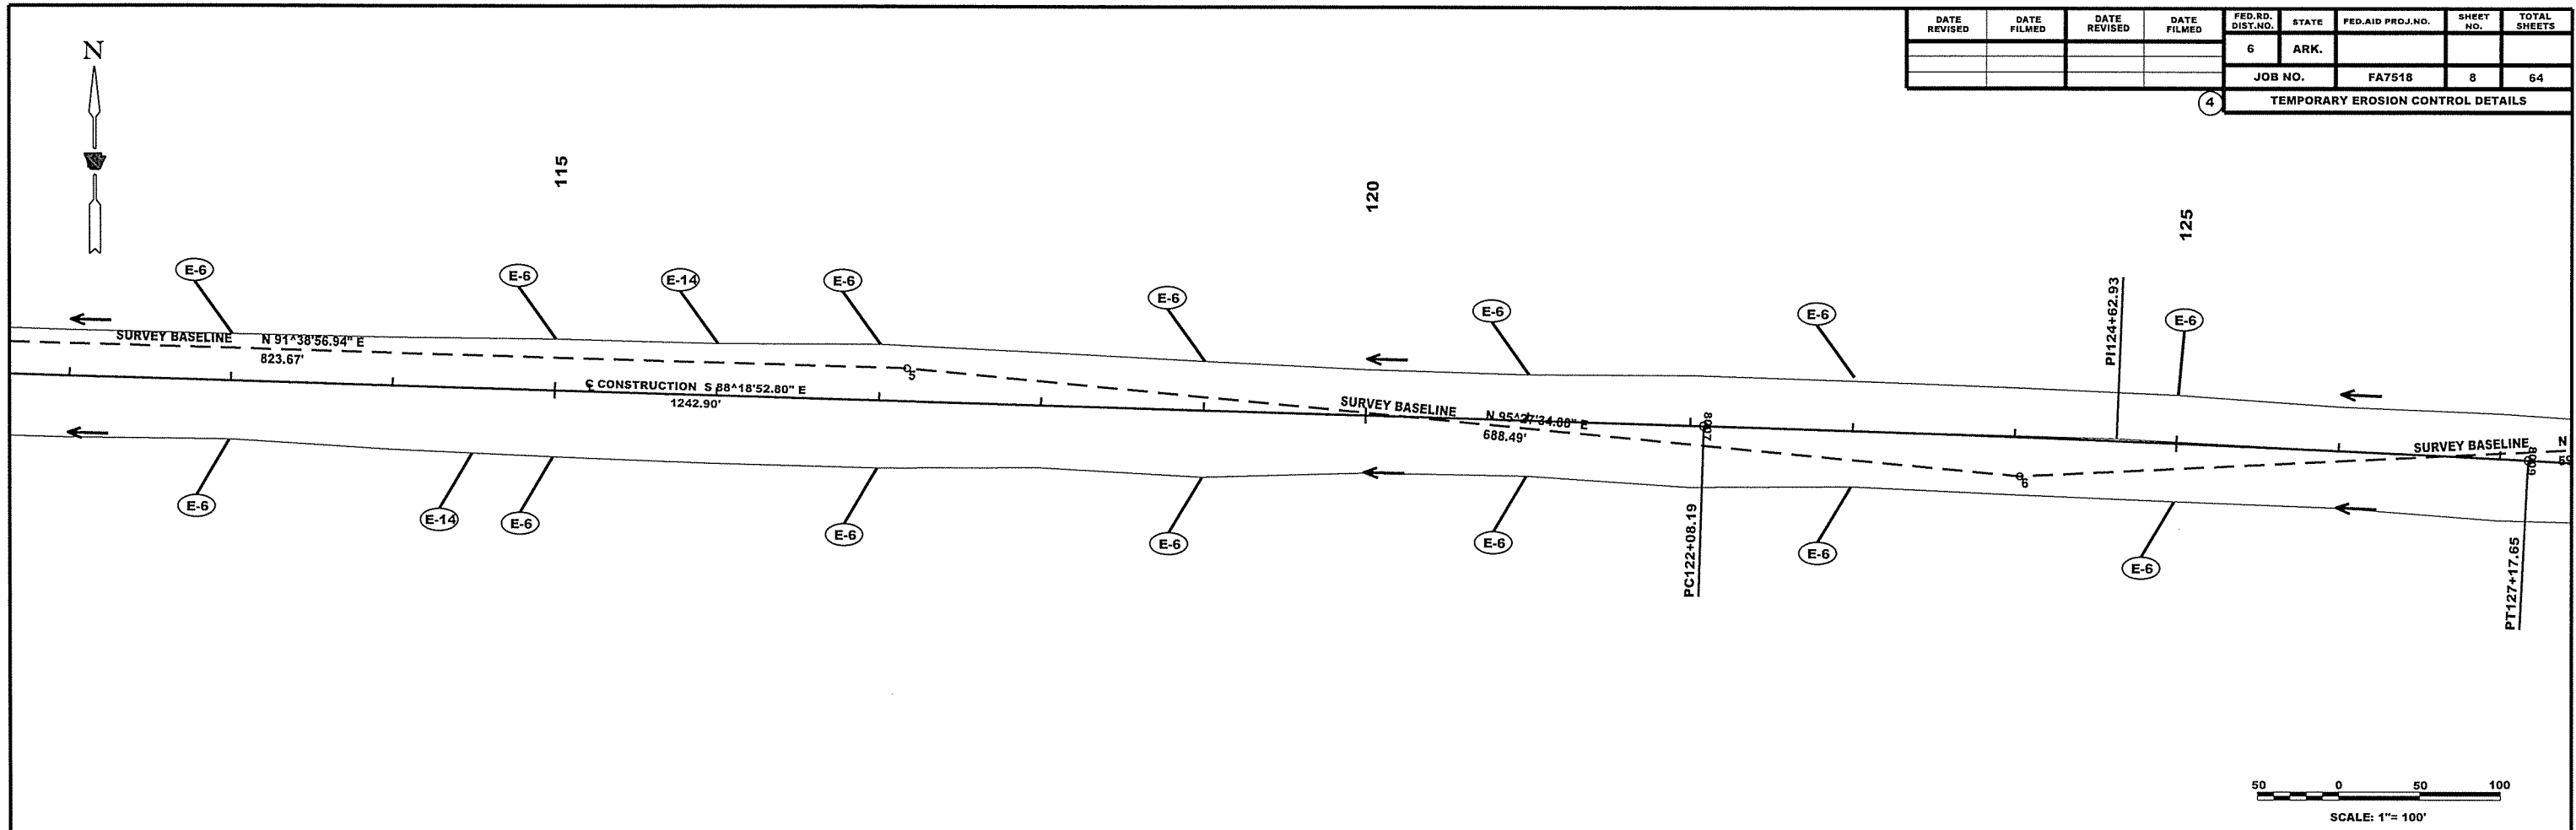 DATE REVISED DATE FILMED DATE REVISED DATE FILMED FED.RD. DIST.NO. STATE FED.AID PROJ.NO. SHEET NO. TOTAL SHEETS
6 ARK.
JOB NO. FA7518 8 64
4 TEMPORARY EROSION CONTROL DETAILS
N
115
120
125
E-6 E-6 E-14 E-6 E-6 E-6 E-6 E-6
PI124+62.93
SURVEY BASELINE N 91^38'56.94" E
823.67'
5
℄ CONSTRUCTION S 88^18'52.80" E
1242.90'
SURVEY BASELINE
688.49'
PC122+08.19
6
SURVEY BASELINE N
PT127+17.65
E-6 E-14 E-6 E-6 E-6 E-6 E-6 E-6
50 0 50 100
SCALE: 1"= 100'